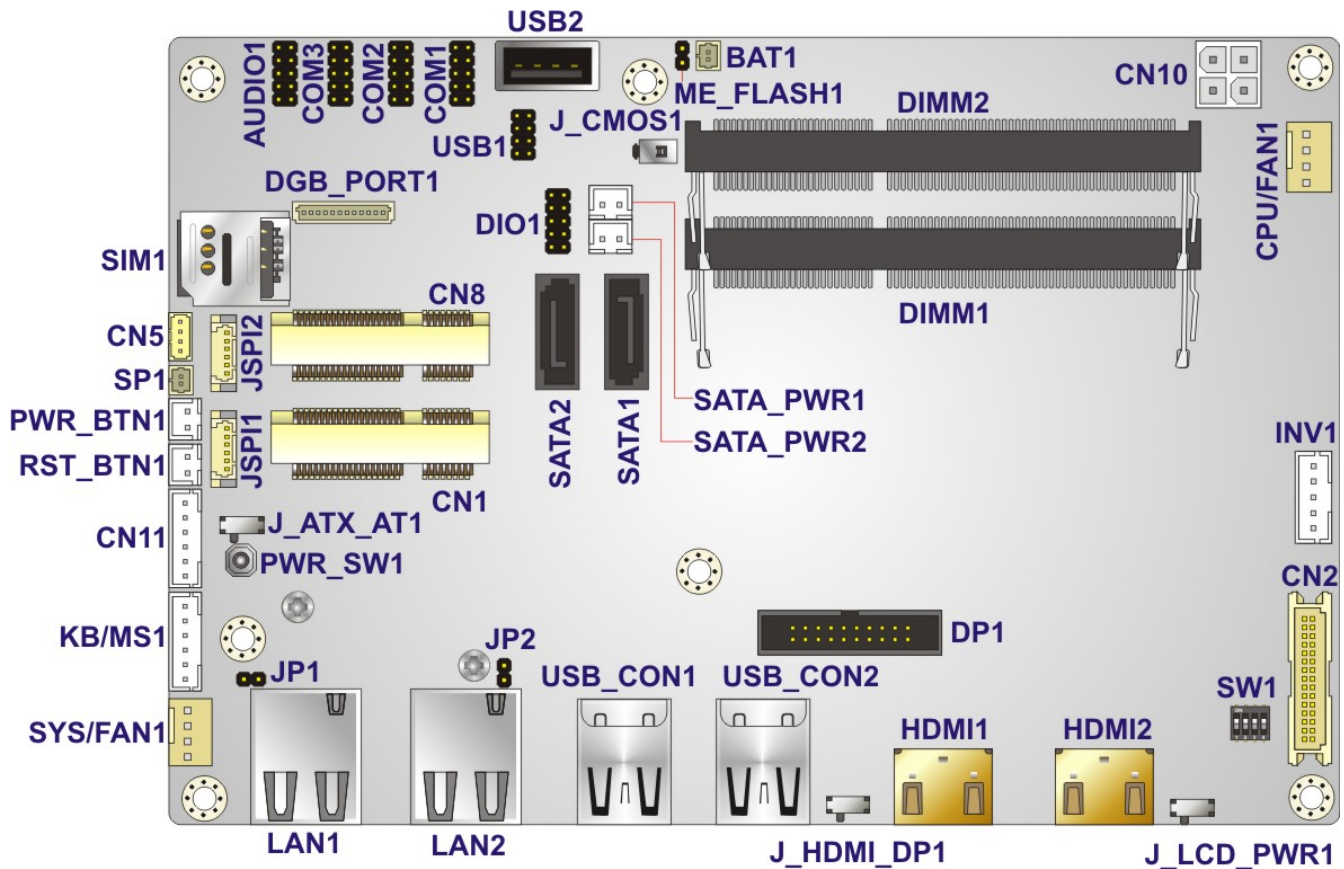 USB2
AUDIO1
COM3
COM2
COM1
BAT1
ME_FLASH1
CN10
DIMM2
J_CMOS1
USB1
CPU/FAN1
DGB_PORT1
DIO1
SIM1
CN8
DIMM1
CN5
JSPI2
SP1
SATA_PWR1
PWR_BTN1
SATA2
SATA1
SATA_PWR2
INV1
RST_BTN1
JSPI1
CN1
J_ATX_AT1
CN11
PWR_SW1
CN2
KB/MS1
DP1
JP2
JP1
USB_CON1
USB_CON2
SW1
SYS/FAN1
HDMI1
HDMI2
LAN1
LAN2
J_HDMI_DP1
J_LCD_PWR1